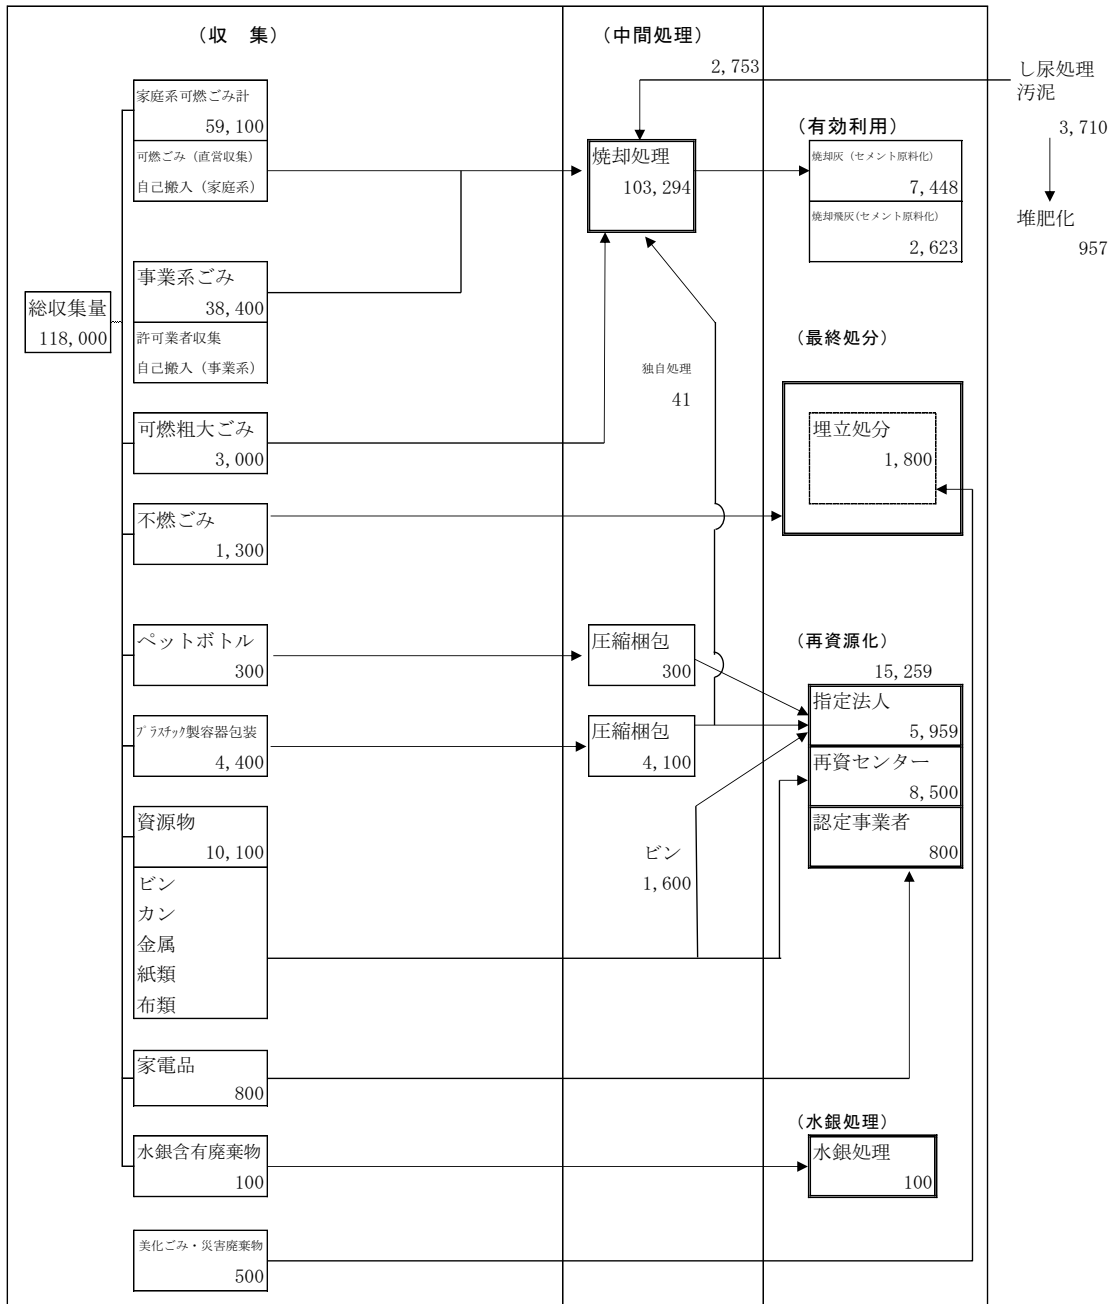 （収　集）
（中間処理）
2,753
し尿処理
汚泥
3,710
堆肥化
957
家庭系可燃ごみ計
59,100
可燃ごみ（直営収集）
自己搬入（家庭系）
焼却処理
103,294
（有効利用）
焼却灰（セメント原料化）
7,448
焼却飛灰（セメント原料化）
2,623
総収集量
118,000
事業系ごみ
38,400
許可業者収集
自己搬入（事業系）
独自処理
41
（最終処分）
可燃粗大ごみ
3,000
埋立処分
1,800
不燃ごみ
1,300
ペットボトル
300
圧縮梱包
300
（再資源化）
15,259
プラスチック製容器包装
4,400
圧縮梱包
4,100
指定法人
5,959
再資センター
8,500
認定事業者
800
資源物
10,100
ビン
カン
金属
紙類
布類
ビン
1,600
家電品
800
水銀含有廃棄物
100
（水銀処理）
水銀処理
100
美化ごみ・災害廃棄物
500